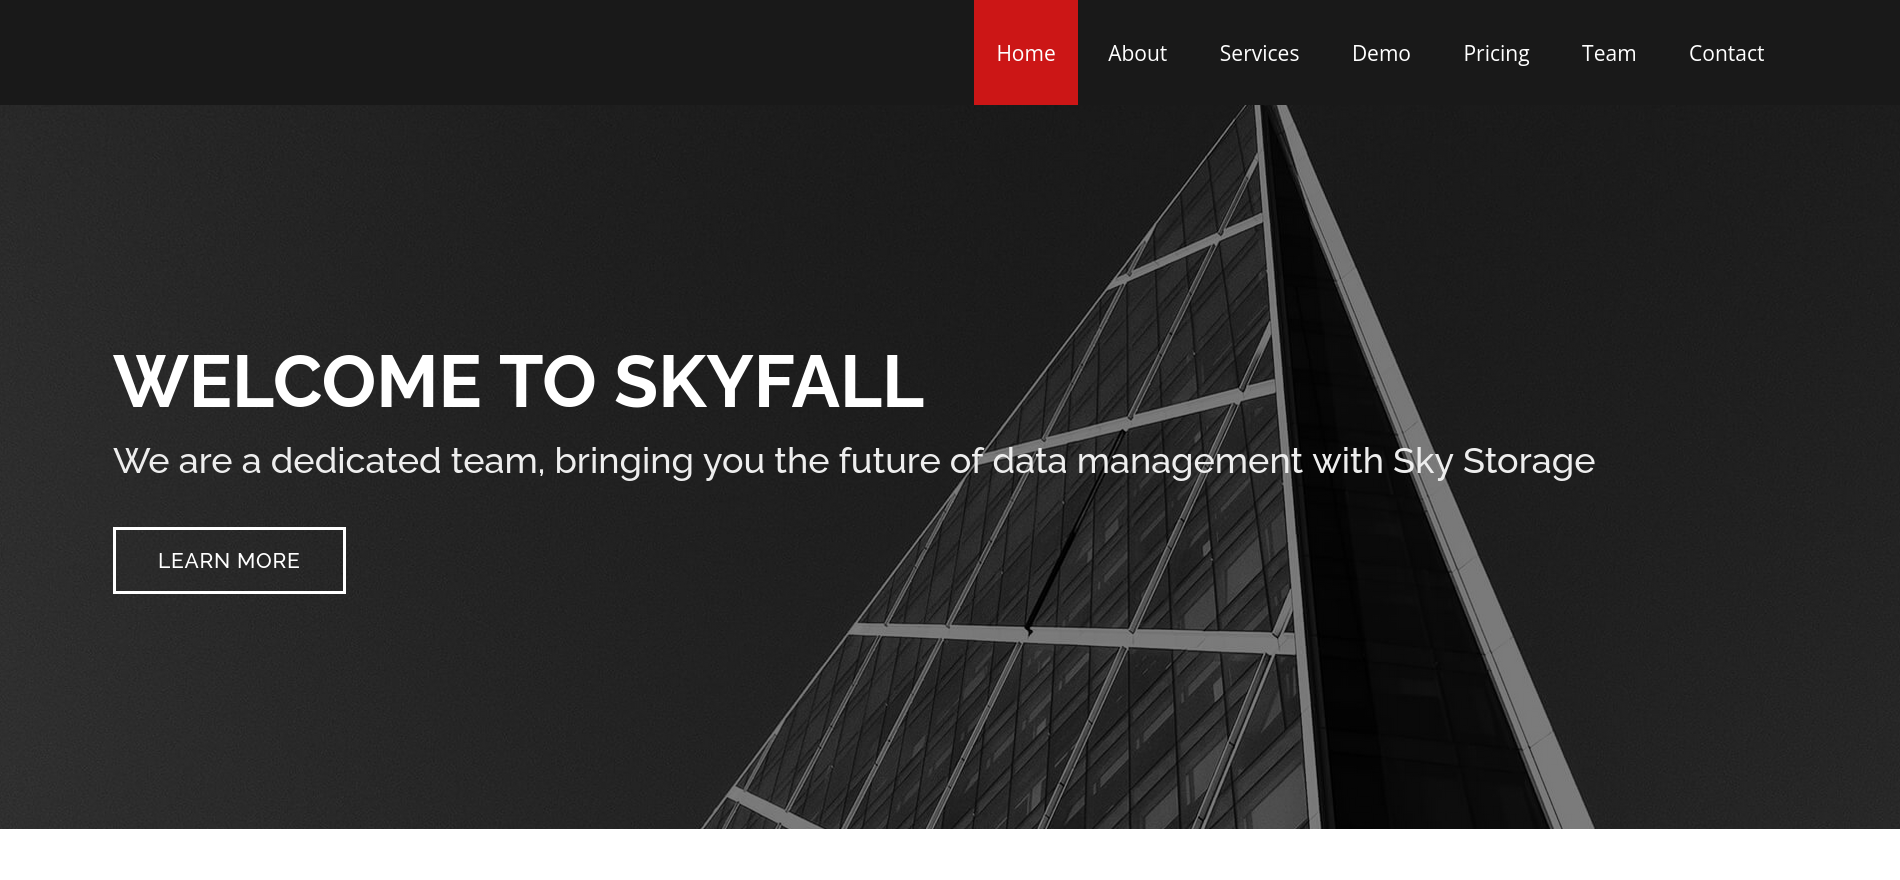 Home About Services Demo Pricing Team Contact
WELCOME TO SKYFALL
We are a dedicated team, bringing you the future of data management with Sky Storage
LEARN MORE